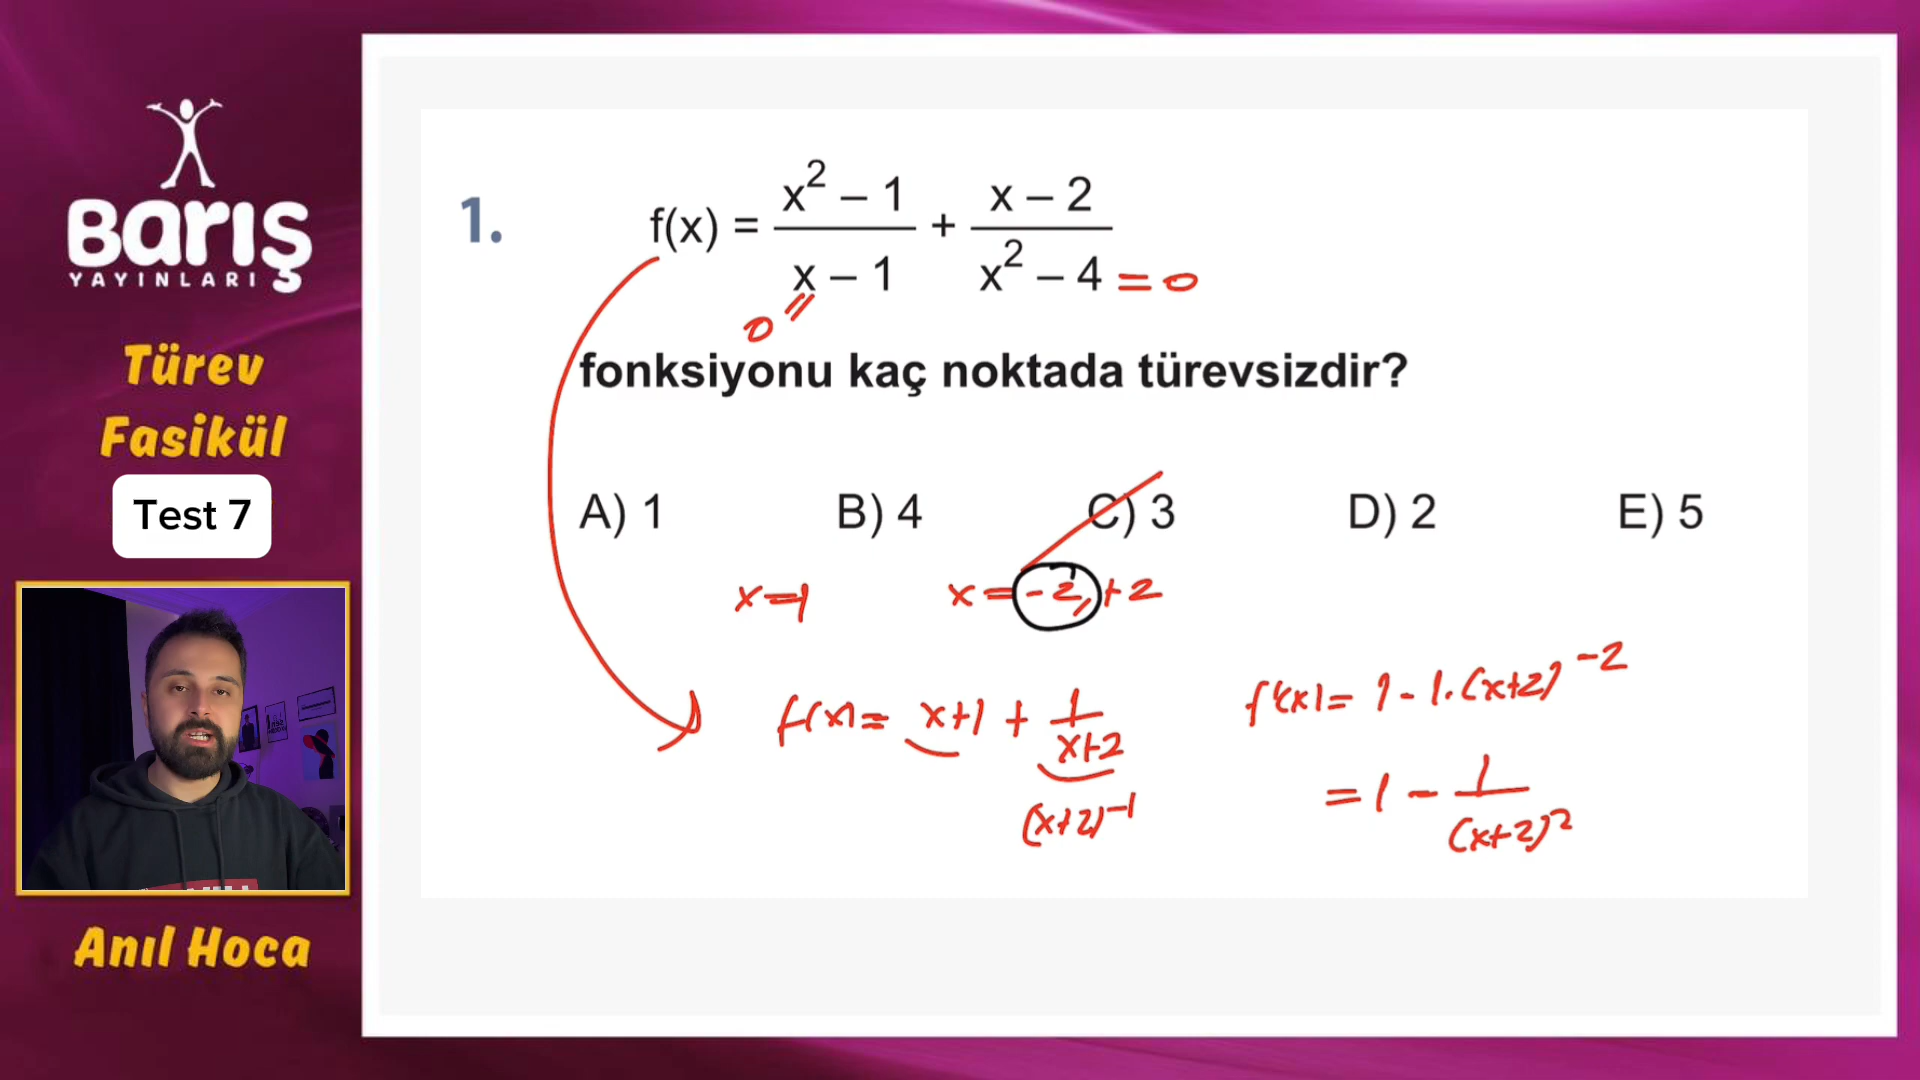 BARIŞ
YAYINLARI
Türev
Fasikül
Test 7
Anıl Hoca
1.
f(x) = (x² – 1)/(x – 1) + (x – 2)/(x² – 4) = 0
0 =
fonksiyonu kaç noktada türevsizdir?
A) 1 B) 4 C) 3 D) 2 E) 5
x=1 x=-2,+2
f(x)= x+1 + 1/(x+2)
(x+2)^-1
f'(x)= 1-1.(x+2)^-2
= 1 - 1/(x+2)²